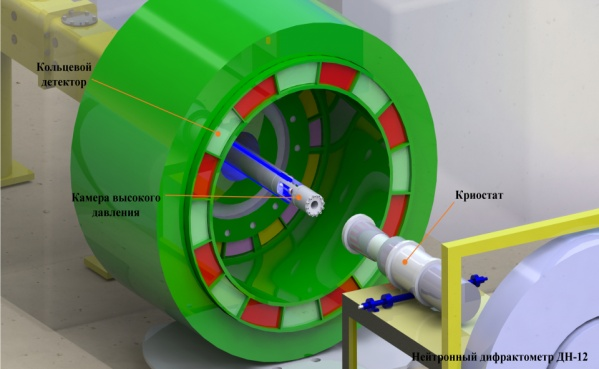 Кольцевой
детектор
Камера высокого
давления
Криостат
Нейтронный дифрактометр ДН-12